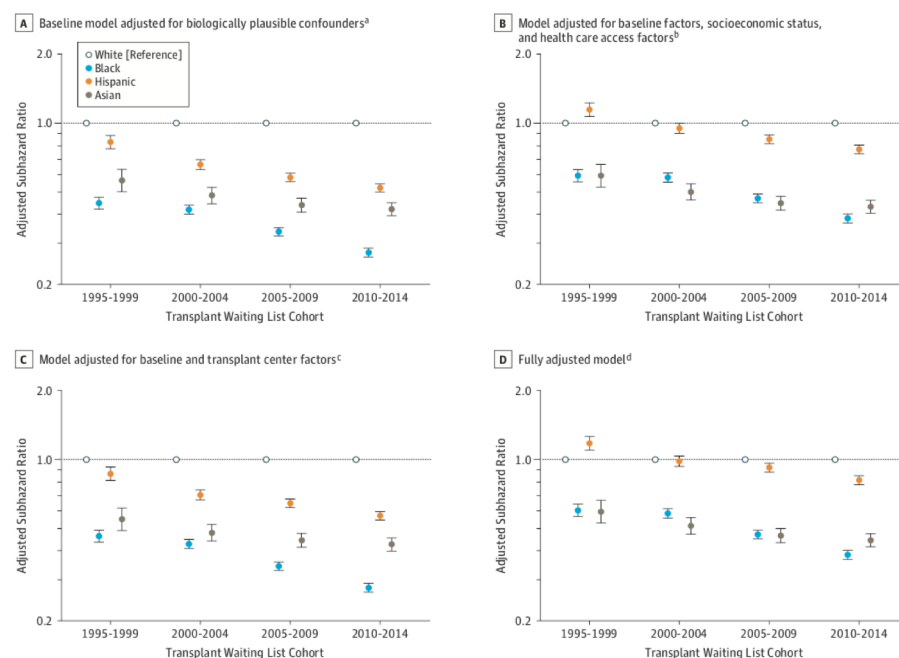 A Baseline model adjusted for biologically plausible confoundersᵃ
2.0
1.0
0.2
Adjusted Subhazard Ratio
White [Reference]
Black
Hispanic
Asian
1995-1999 2000-2004 2005-2009 2010-2014
Transplant Waiting List Cohort
B Model adjusted for baseline factors, socioeconomic status,
and health care access factorsᵇ
2.0
1.0
0.2
Adjusted Subhazard Ratio
1995-1999 2000-2004 2005-2009 2010-2014
Transplant Waiting List Cohort
C Model adjusted for baseline and transplant center factorsᶜ
2.0
1.0
0.2
Adjusted Subhazard Ratio
1995-1999 2000-2004 2005-2009 2010-2014
Transplant Waiting List Cohort
D Fully adjusted modelᵈ
2.0
1.0
0.2
Adjusted Subhazard Ratio
1995-1999 2000-2004 2005-2009 2010-2014
Transplant Waiting List Cohort